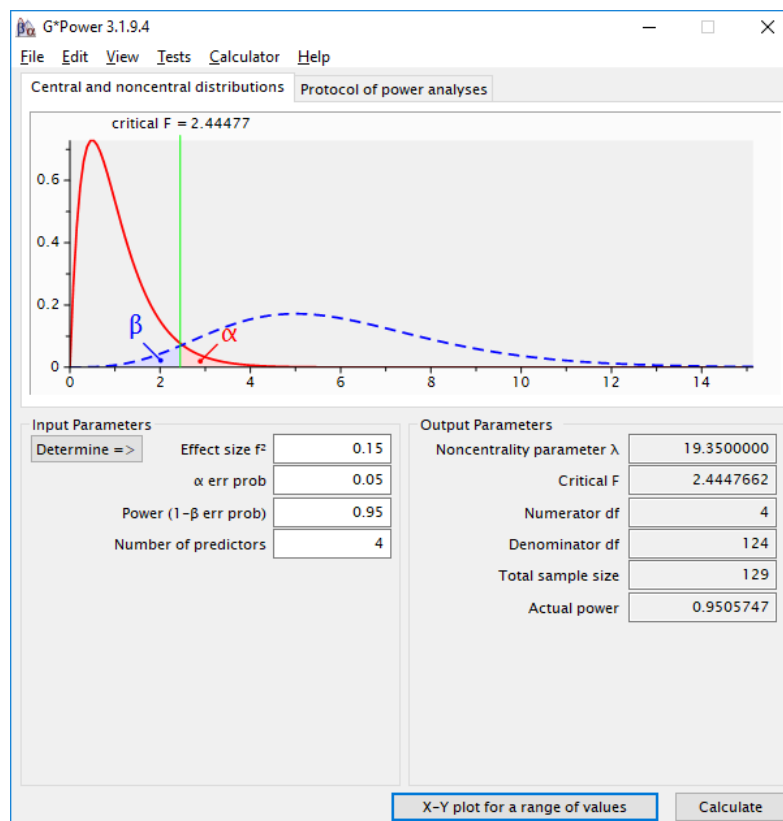 G*Power 3.1.9.4
File Edit View Tests Calculator Help
Central and noncentral distributions Protocol of power analyses
critical F = 2.44477
0.6
0.4
0.2
0
β α
0 2 4 6 8 10 12 14
Input Parameters
Determine =>
Effect size f² 0.15
α err prob 0.05
Power (1-β err prob) 0.95
Number of predictors 4
Output Parameters
Noncentrality parameter λ 19.3500000
Critical F 2.4447662
Numerator df 4
Denominator df 124
Total sample size 129
Actual power 0.9505747
X-Y plot for a range of values Calculate